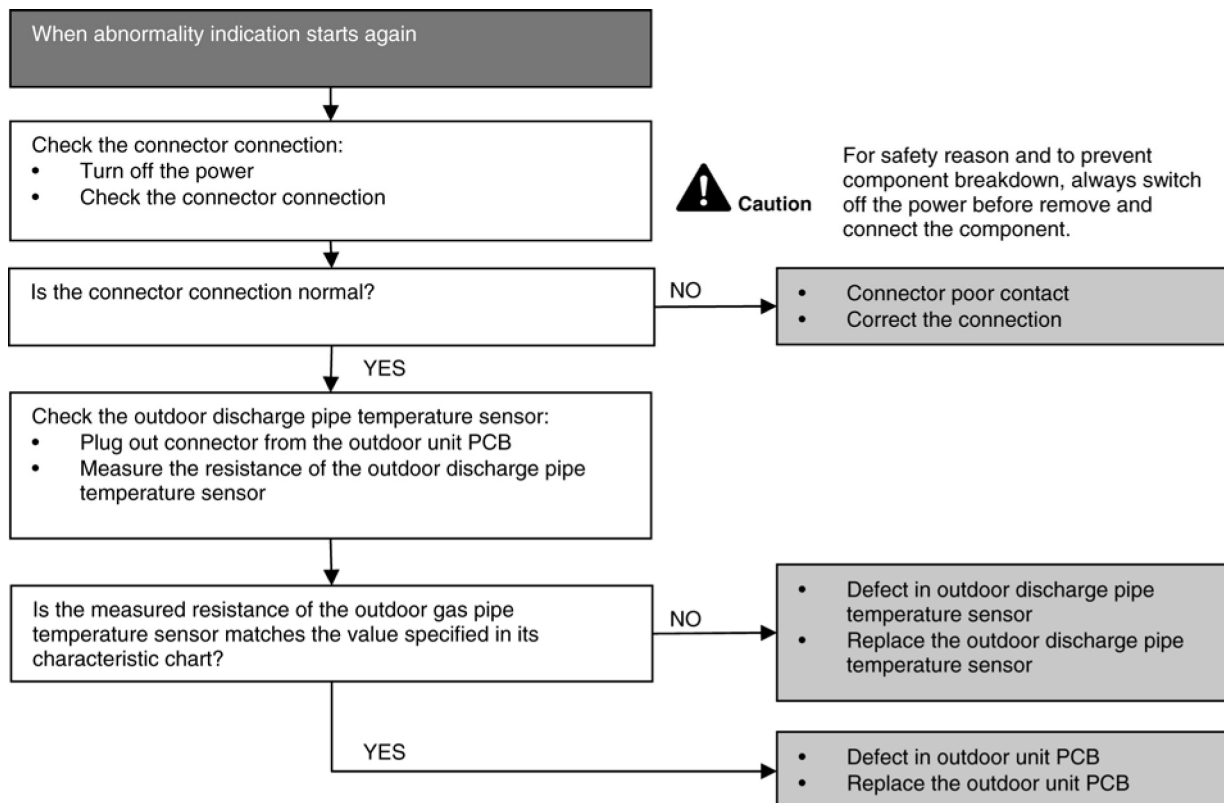 When abnormality indication starts again
Check the connector connection:
• Turn off the power
• Check the connector connection
Caution
For safety reason and to prevent
component breakdown, always switch
off the power before remove and
connect the component.
Is the connector connection normal?
NO
• Connector poor contact
• Correct the connection
YES
Check the outdoor discharge pipe temperature sensor:
• Plug out connector from the outdoor unit PCB
• Measure the resistance of the outdoor discharge pipe
temperature sensor
Is the measured resistance of the outdoor gas pipe
temperature sensor matches the value specified in its
characteristic chart?
NO
• Defect in outdoor discharge pipe
temperature sensor
• Replace the outdoor discharge pipe
temperature sensor
YES
• Defect in outdoor unit PCB
• Replace the outdoor unit PCB